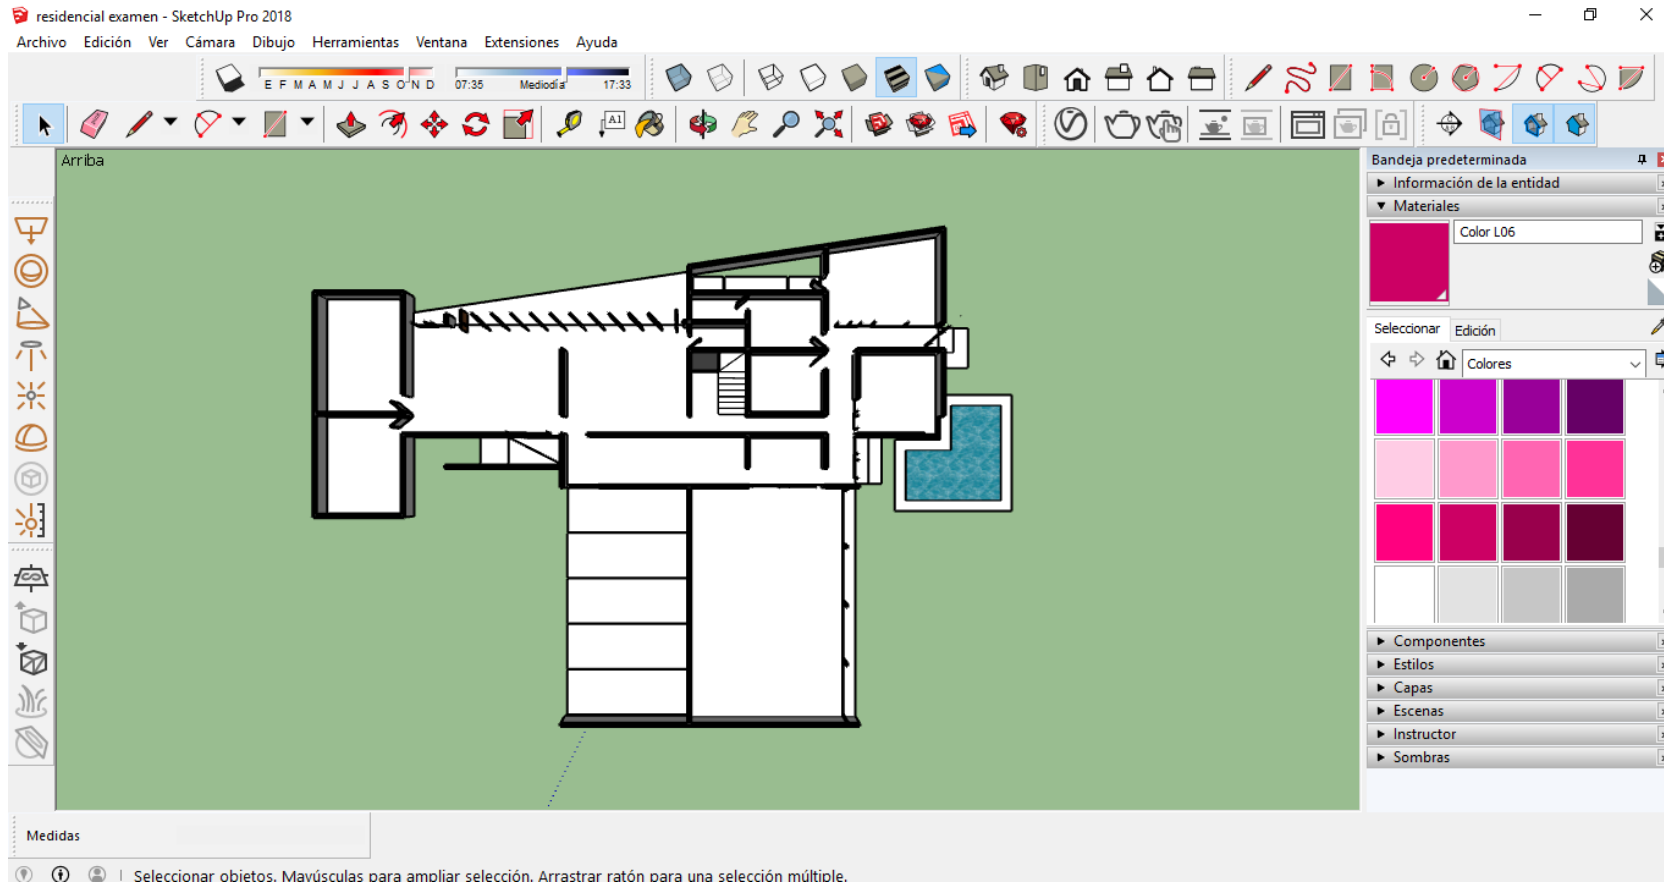 residencial examen - SketchUp Pro 2018
Archivo Edición Ver Cámara Dibujo Herramientas Ventana Extensiones Ayuda
E F M A M J J A S O N D 07:35 Mediodía 17:33
A1
Arriba
Bandeja predeterminada
Información de la entidad
Materiales
Color L06
Seleccionar Edición
Colores
Componentes
Estilos
Capas
Escenas
Instructor
Sombras
Medidas
Seleccionar objetos. Mayúsculas para ampliar selección. Arrastrar ratón para una selección múltiple.